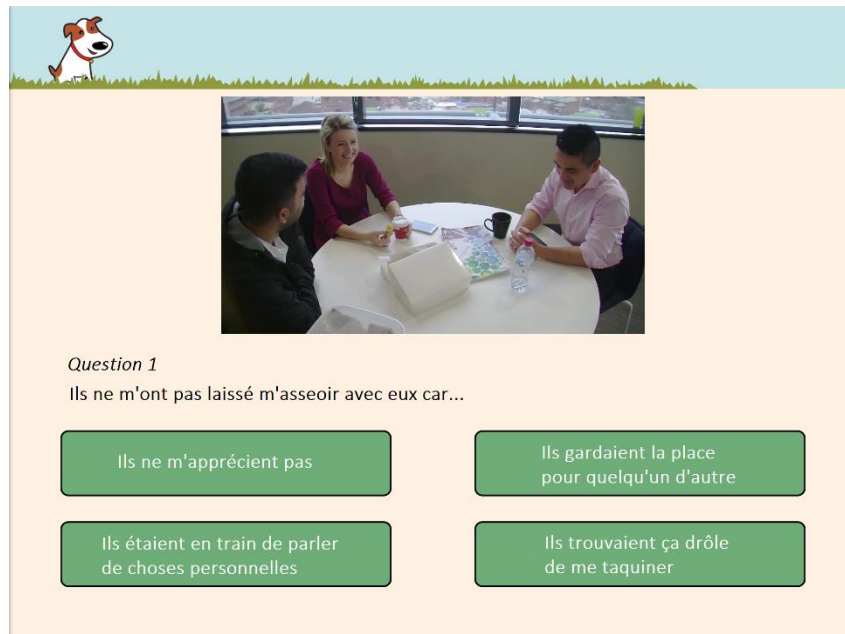 Question 1
Ils ne m'ont pas laissé m'asseoir avec eux car...
Ils ne m'apprécient pas
Ils gardaient la place
pour quelqu'un d'autre
Ils étaient en train de parler
de choses personnelles
Ils trouvaient ça drôle
de me taquiner